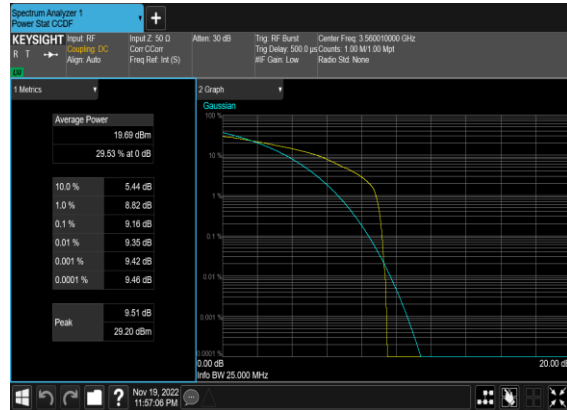 Spectrum Analyzer 1
Power Stat CCDF
KEYSIGHT
R T
Input: RF
Coupling: DC
Align: Auto
Input Z: 50 Ω
Corr CCorr
Freq Ref: Int (S)
Atten: 30 dB
Trig: RF Burst
Trig Delay: 500.0 µs
#IF Gain: Low
Center Freq: 3.560010000 GHz
Counts: 1.00 M/1.00 Mpt
Radio Std: None
1 Metrics
Average Power
19.69 dBm
29.53 % at 0 dB
10.0 % 5.44 dB
1.0 % 8.82 dB
0.1 % 9.16 dB
0.01 % 9.35 dB
0.001 % 9.42 dB
0.0001 % 9.46 dB
Peak
9.51 dB
29.20 dBm
2 Graph
Gaussian
100 %
10 %
1 %
0.1 %
0.01 %
0.001 %
0.0001 %
0.00 dB
20.00 dB
Info BW 25.000 MHz
?
Nov 19, 2022
11:57:06 PM